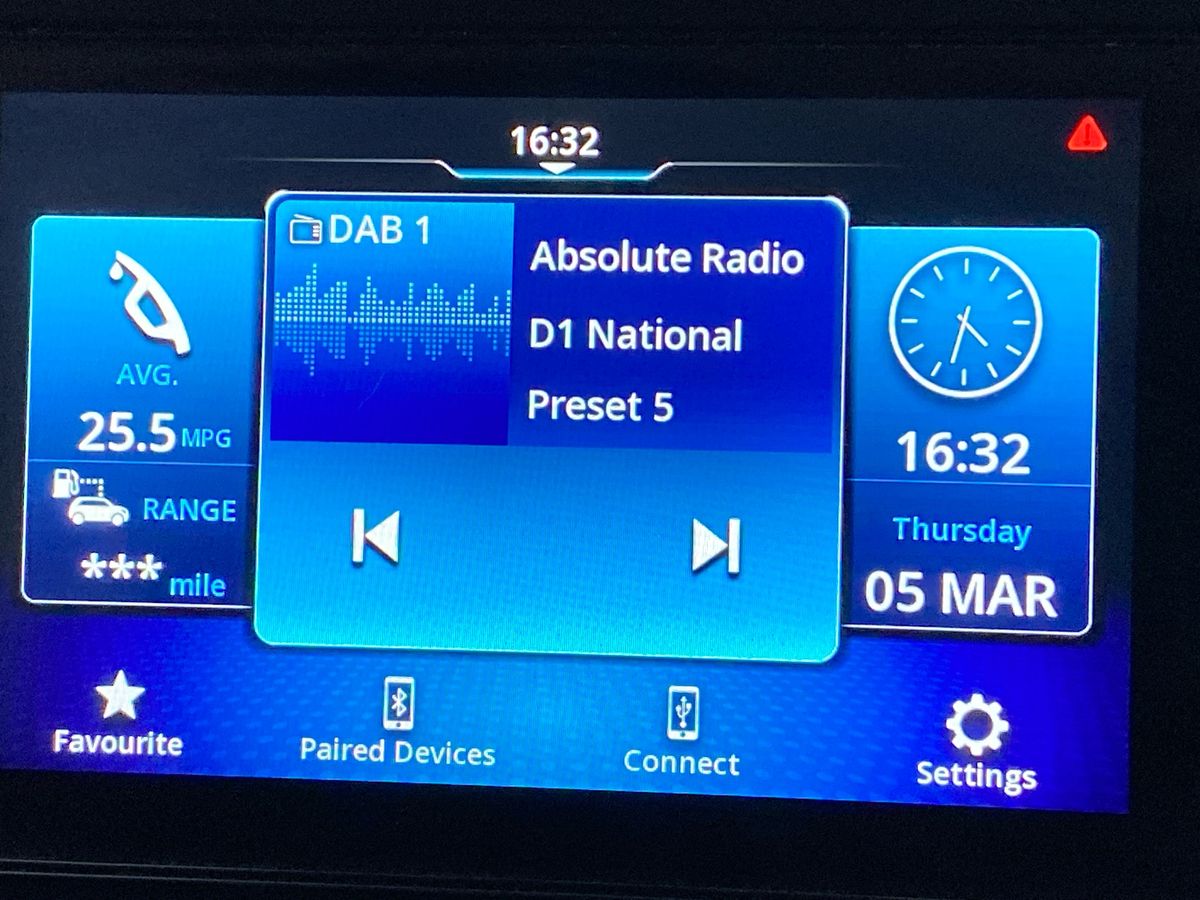 16:32
DAB 1
Absolute Radio
D1 National
Preset 5
AVG.
25.5 MPG
RANGE
*** mile
16:32
Thursday
05 MAR
Favourite
Paired Devices
Connect
Settings